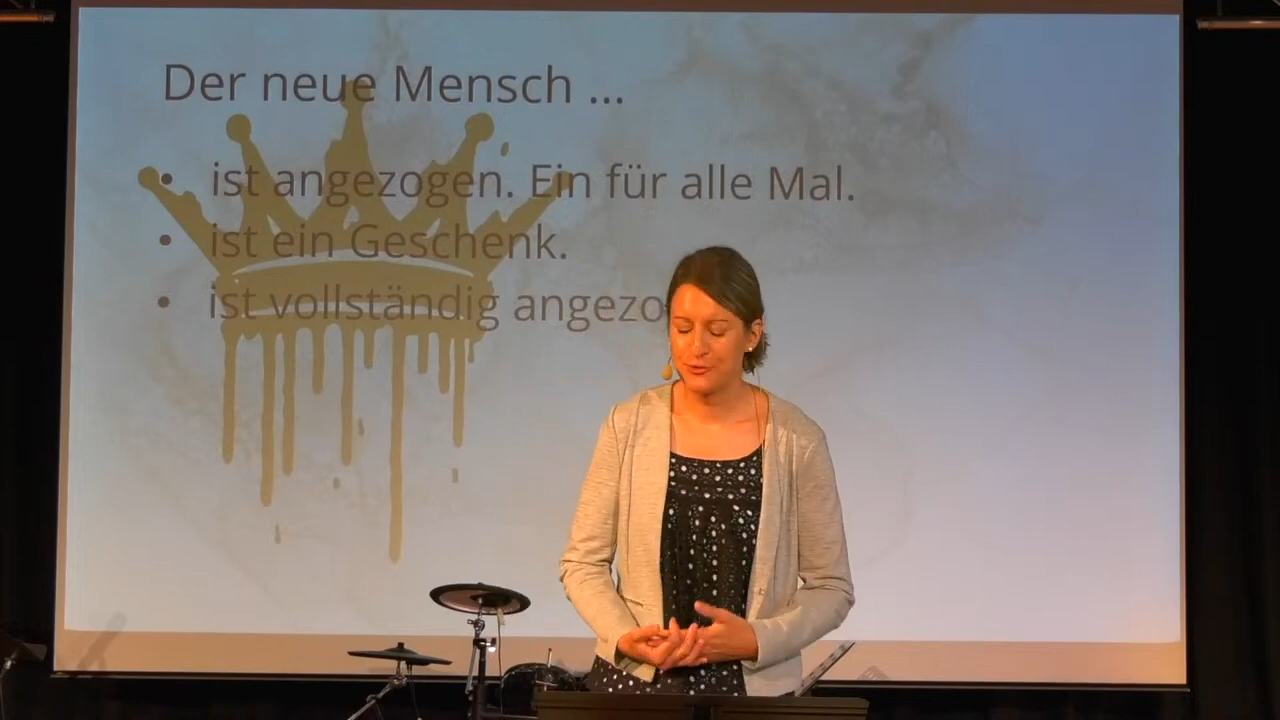 Der neue Mensch ...
• ist angezogen. Ein für alle Mal.
• ist ein Geschenk.
• ist vollständig